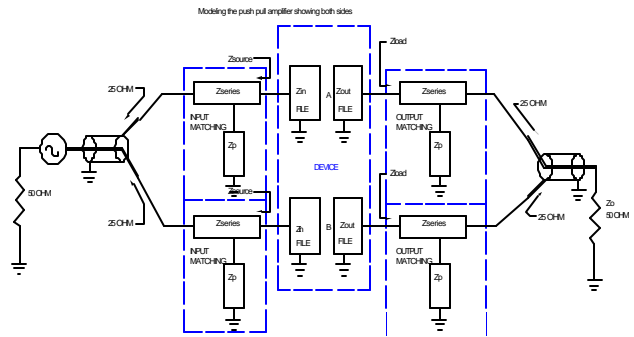 Modeling the push pull amplifier showing both sides
Zsource
Zload
25 OHM
Zseries
Zin
FILE
A
Zout
FILE
Zseries
25 OHM
INPUT
MATCHING
Zp
OUTPUT
MATCHING
Zp
DEVICE
50 OHM
Zsource
Zload
25 OHM
Zseries
Zin
FILE
B
Zout
FILE
Zseries
25 OHM
Zo
50 OHM
INPUT
MATCHING
Zp
OUTPUT
MATCHING
Zp